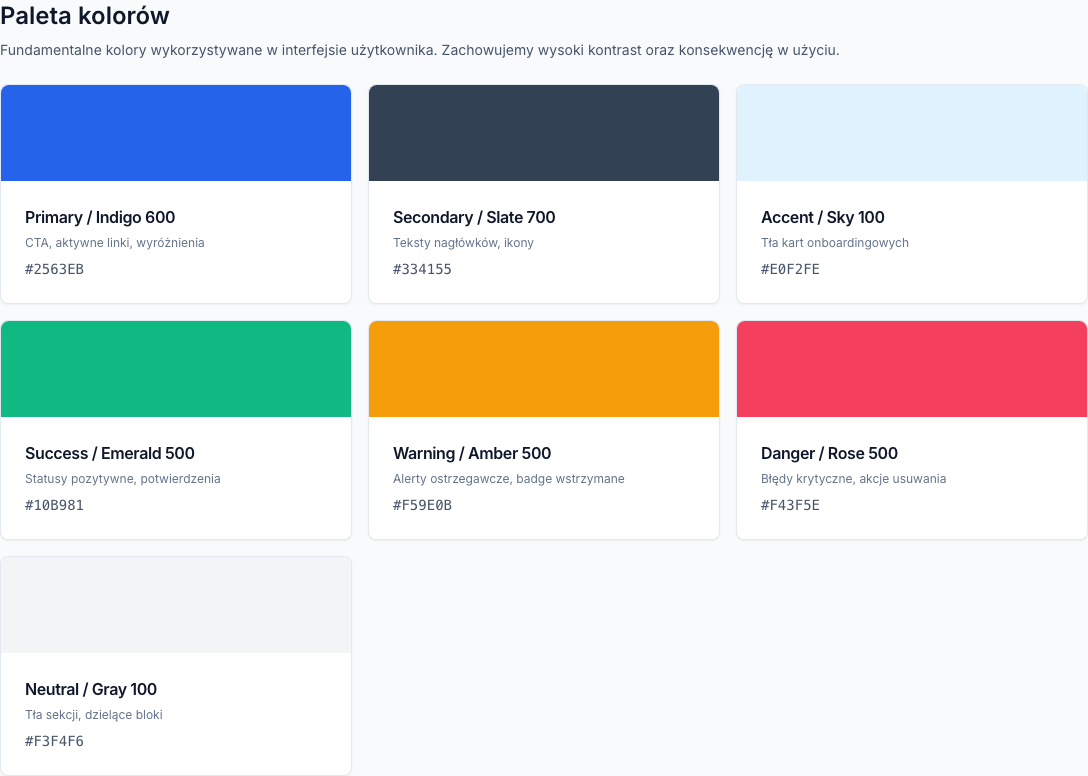 Paleta kolorów
Fundamentalne kolory wykorzystywane w interfejsie użytkownika. Zachowujemy wysoki kontrast oraz konsekwencję w użyciu.
Primary / Indigo 600
CTA, aktywne linki, wyróżnienia
#2563EB
Secondary / Slate 700
Teksty nagłówków, ikony
#334155
Accent / Sky 100
Tła kart onboardingowych
#E0F2FE
Success / Emerald 500
Statusy pozytywne, potwierdzenia
#10B981
Warning / Amber 500
Alerty ostrzegawcze, badge wstrzymane
#F59E0B
Danger / Rose 500
Błędy krytyczne, akcje usuwania
#F43F5E
Neutral / Gray 100
Tła sekcji, dzielące bloki
#F3F4F6